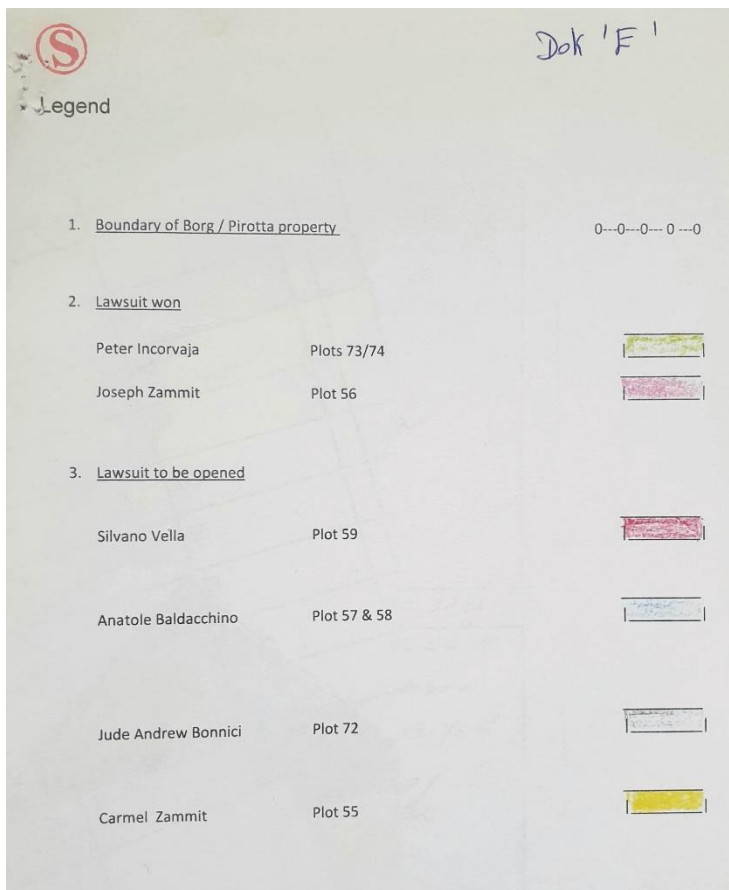 Dok 'E'
S
Legend
1. Boundary of Borg / Pirotta property 0---0---0--- 0 ---0
2. Lawsuit won
Peter Incorvaja Plots 73/74
Joseph Zammit Plot 56
3. Lawsuit to be opened
Silvano Vella Plot 59
Anatole Baldacchino Plot 57 & 58
Jude Andrew Bonnici Plot 72
Carmel Zammit Plot 55